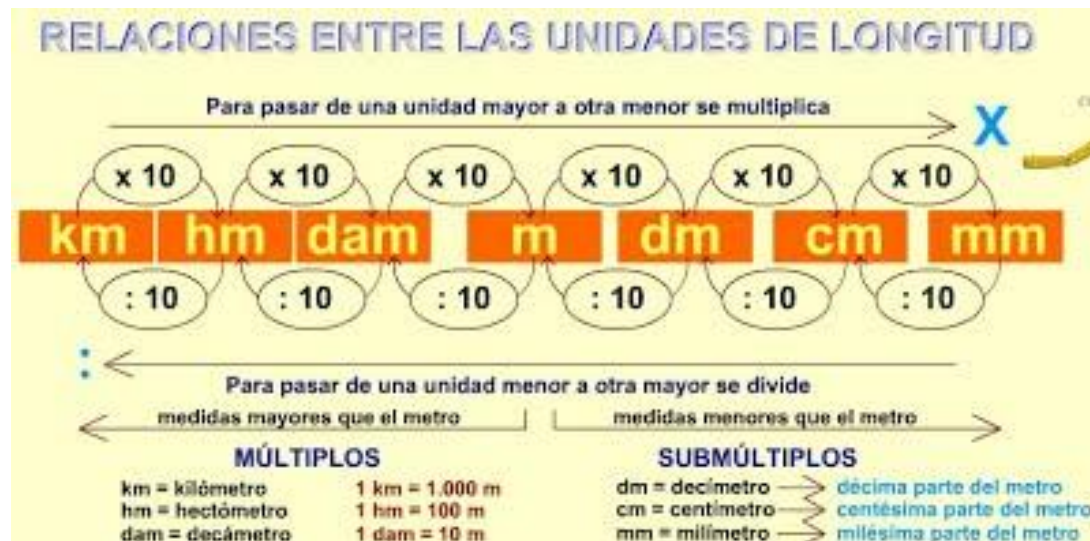 RELACIONES ENTRE LAS UNIDADES DE LONGITUD
Para pasar de una unidad mayor a otra menor se multiplica
X
x 10 x 10 x 10 x 10 x 10 x 10
km hm dam m dm cm mm
: 10 : 10 : 10 : 10 : 10 : 10
:
Para pasar de una unidad menor a otra mayor se divide
medidas mayores que el metro medidas menores que el metro
MÚLTIPLOS SUBMÚLTIPLOS
km = kilómetro 1 km = 1.000 m dm = decímetro décima parte del metro
hm = hectómetro 1 hm = 100 m cm = centímetro centésima parte del metro
dam = decámetro 1 dam = 10 m mm = milímetro milésima parte del metro